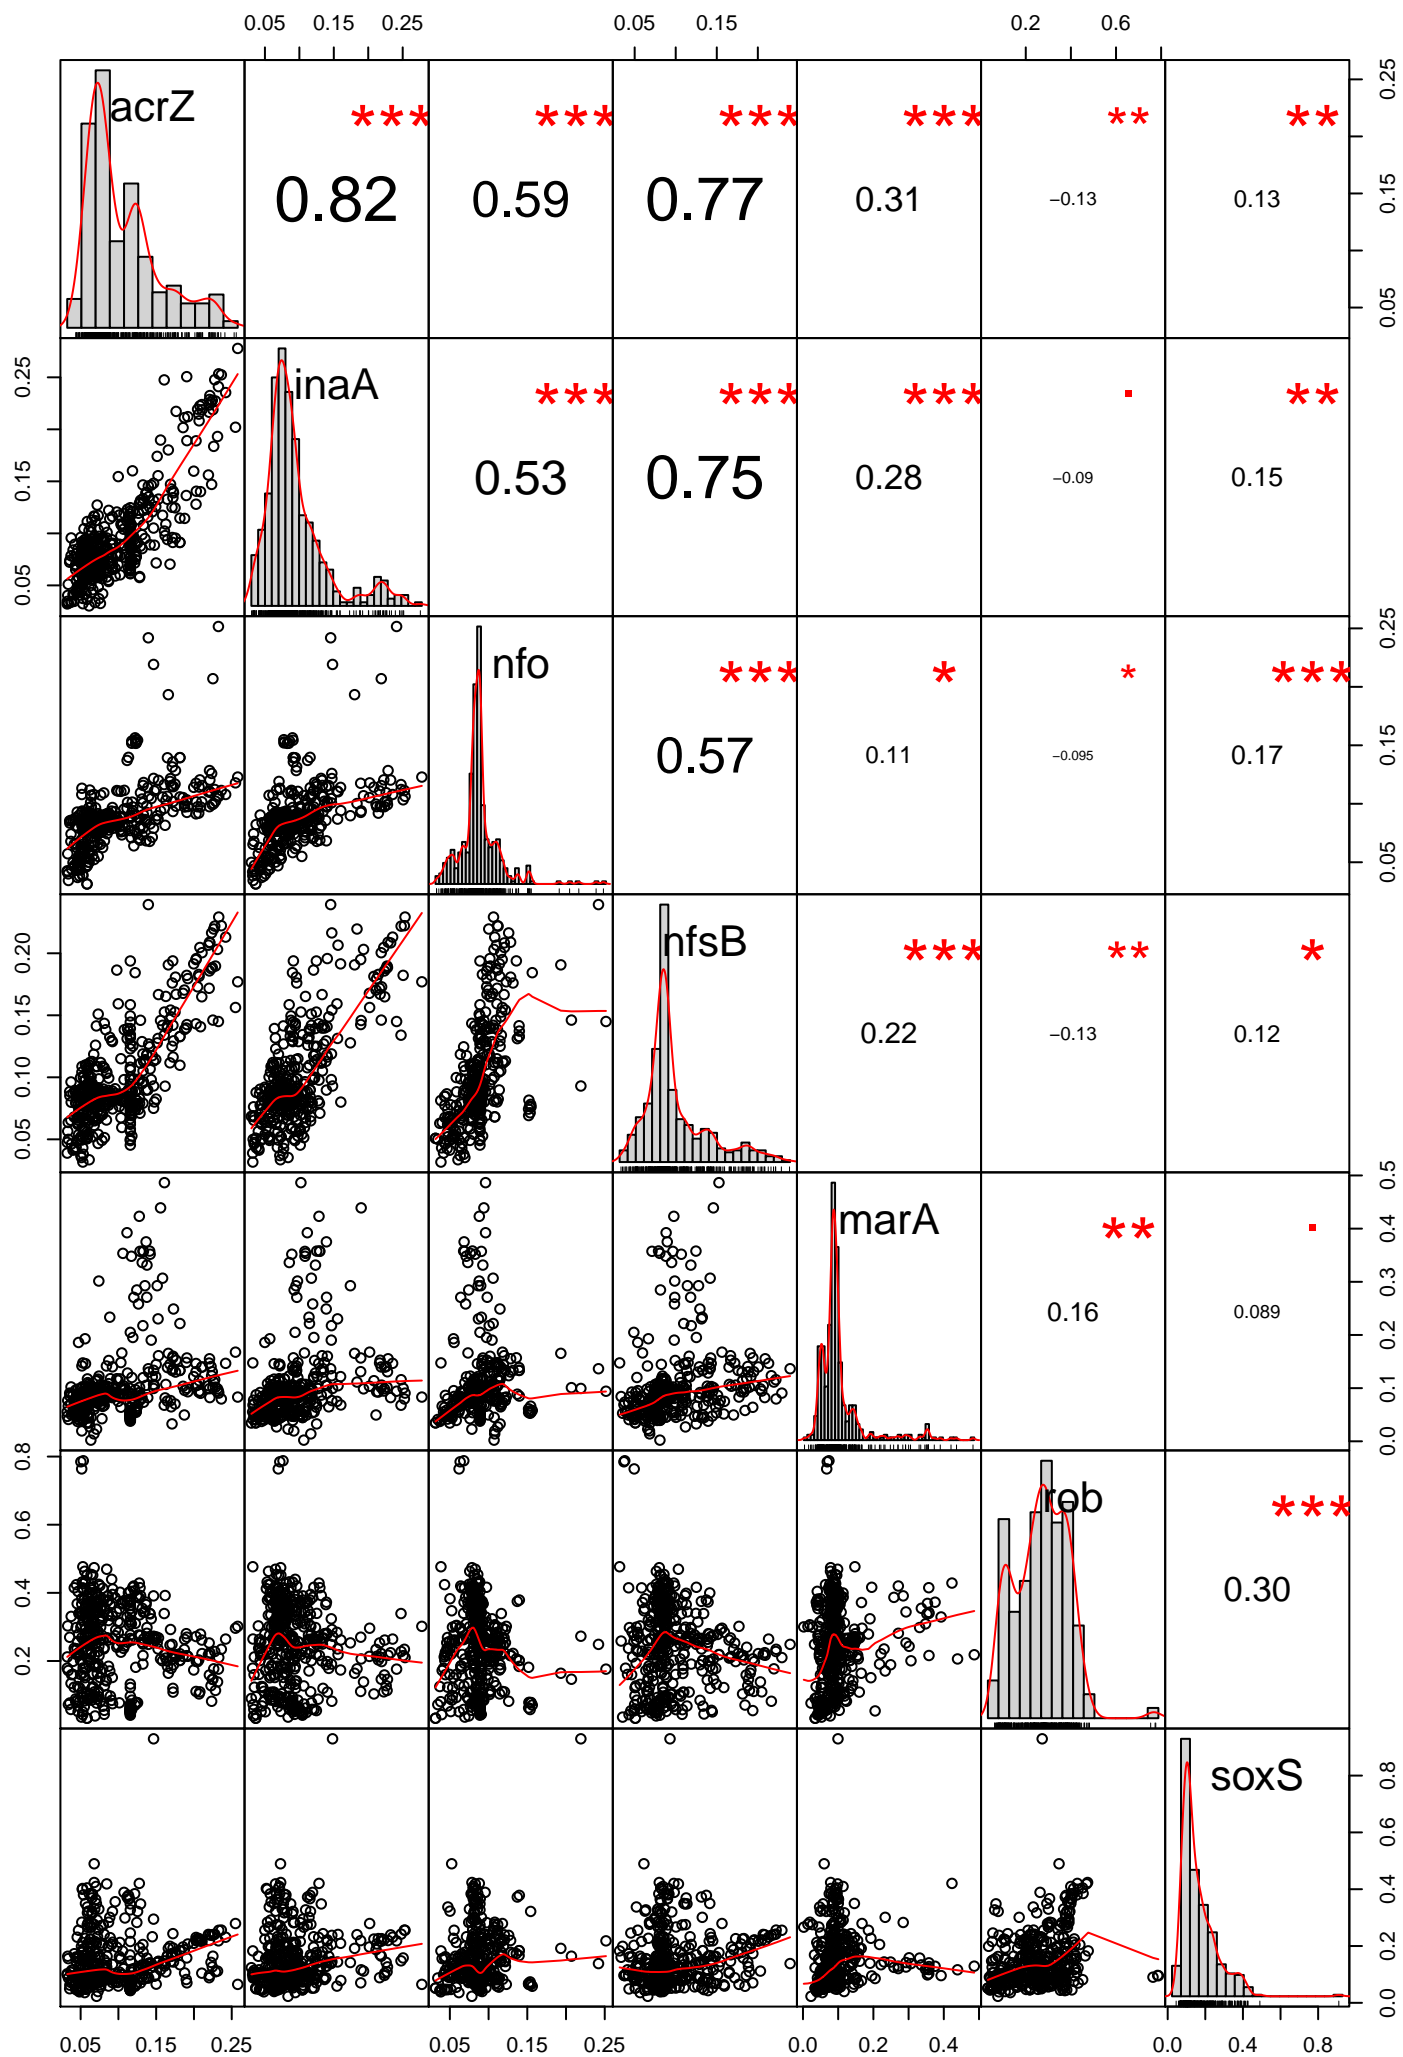 0.05 0.15 0.25 0.05 0.15 0.2 0.6
acrZ *** *** *** *** ** **
0.82 0.59 0.77 0.31 −0.13 0.13
0.05 0.15 0.25
inaA *** *** *** . **
0.53 0.75 0.28 −0.09 0.15
0.05 0.15 0.25
nfo *** * * ***
0.57 0.11 −0.095 0.17
0.05 0.15 0.25
nfsB *** ** *
0.22 −0.13 0.12
0.05 0.10 0.15 0.20
marA ** .
0.16 0.089
0.0 0.1 0.2 0.3 0.4 0.5
rob ***
0.30
0.2 0.4 0.6 0.8
soxS
0.0 0.2 0.4 0.6 0.8
0.05 0.15 0.25 0.05 0.15 0.25 0.0 0.2 0.4 0.0 0.4 0.8